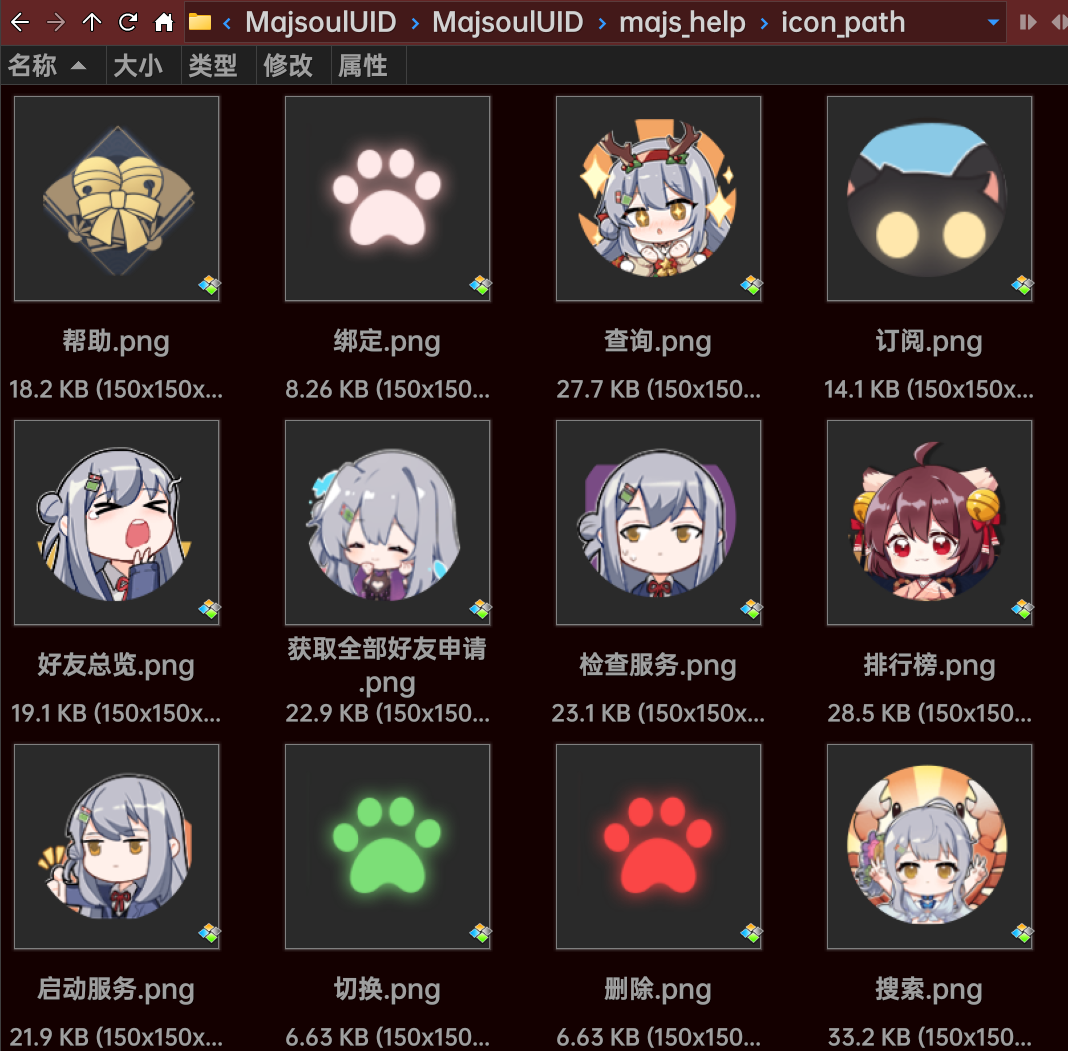 MajsoulUID › MajsoulUID › majs_help › icon_path
名称 大小 类型 修改 属性
帮助.png 绑定.png 查询.png 订阅.png
18.2 KB (150x150x... 8.26 KB (150x150... 27.7 KB (150x150... 14.1 KB (150x150x...
好友总览.png 获取全部好友申请 检查服务.png 排行榜.png
.png
19.1 KB (150x150x... 22.9 KB (150x150... 23.1 KB (150x150x... 28.5 KB (150x150...
启动服务.png 切换.png 删除.png 搜索.png
21.9 KB (150x150x... 6.63 KB (150x150... 6.63 KB (150x150... 33.2 KB (150x150...